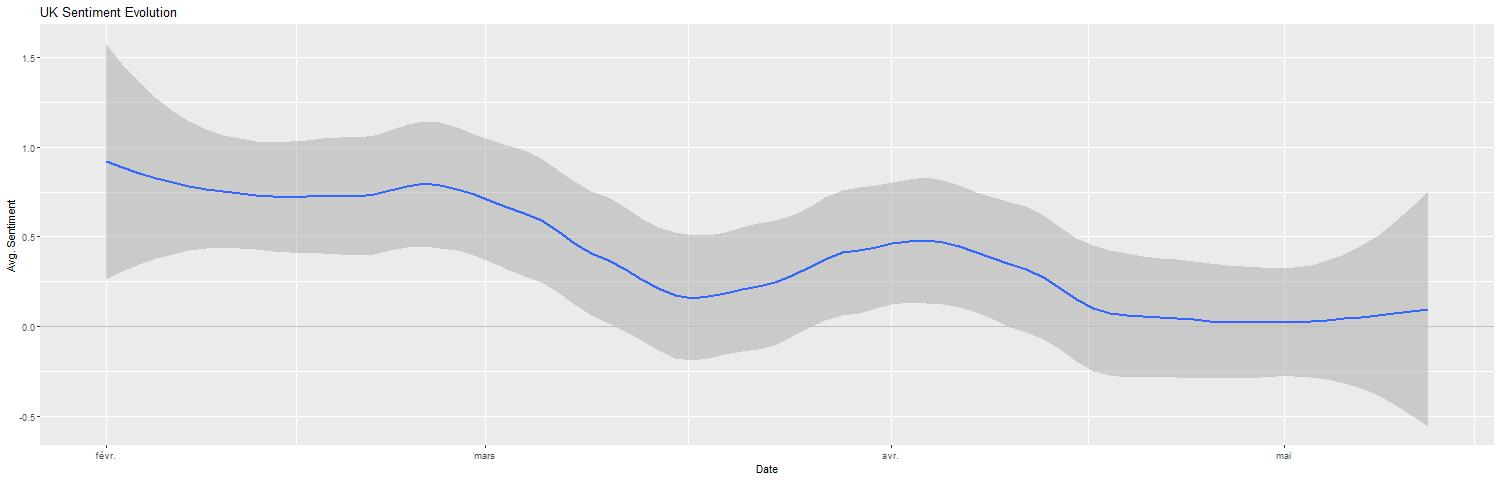 UK Sentiment Evolution
Avg. Sentiment
1.5
1.0
0.5
0.0
-0.5
févr.
mars
avr.
mai
Date